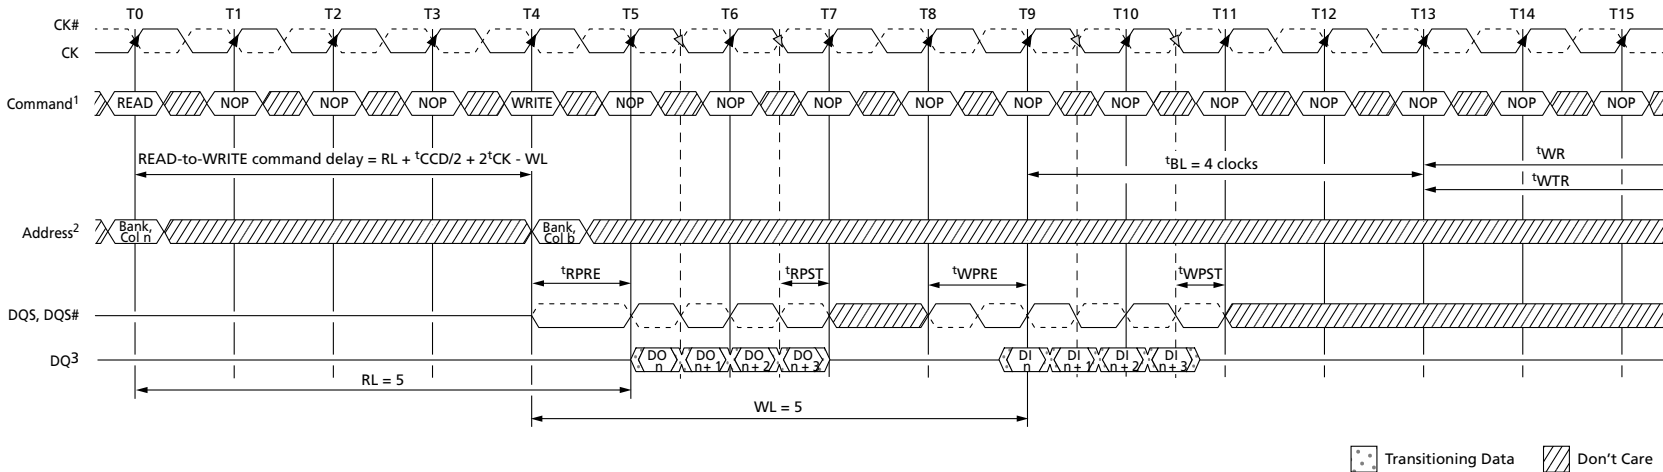 T0 T1 T2 T3 T4 T5 T6 T7 T8 T9 T10 T11 T12 T13 T14 T15
CK#
CK
Command1 READ NOP NOP NOP WRITE NOP NOP NOP NOP NOP NOP NOP NOP NOP NOP NOP
READ-to-WRITE command delay = RL + tCCD/2 + 2tCK - WL
tBL = 4 clocks
tWR
tWTR
Address2
Bank, Col n
Bank, Col b
tRPRE tRPST tWPRE tWPST
DQS, DQS#
DQ3
DO n
DO n + 1
DO n + 2
DO n + 3
DI n
DI n + 1
DI n + 2
DI n + 3
RL = 5
WL = 5
Transitioning Data
Don't Care